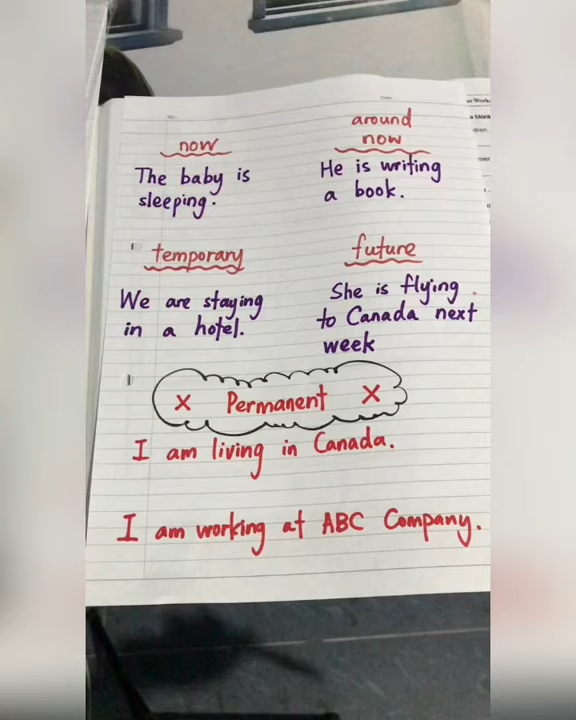 now
The baby is
sleeping.
around
now
He is writing
a book.
temporary
We are staying
in a hotel.
future
She is flying
to Canada next
week
x Permanent x
I am living in Canada.
I am working at ABC Company.